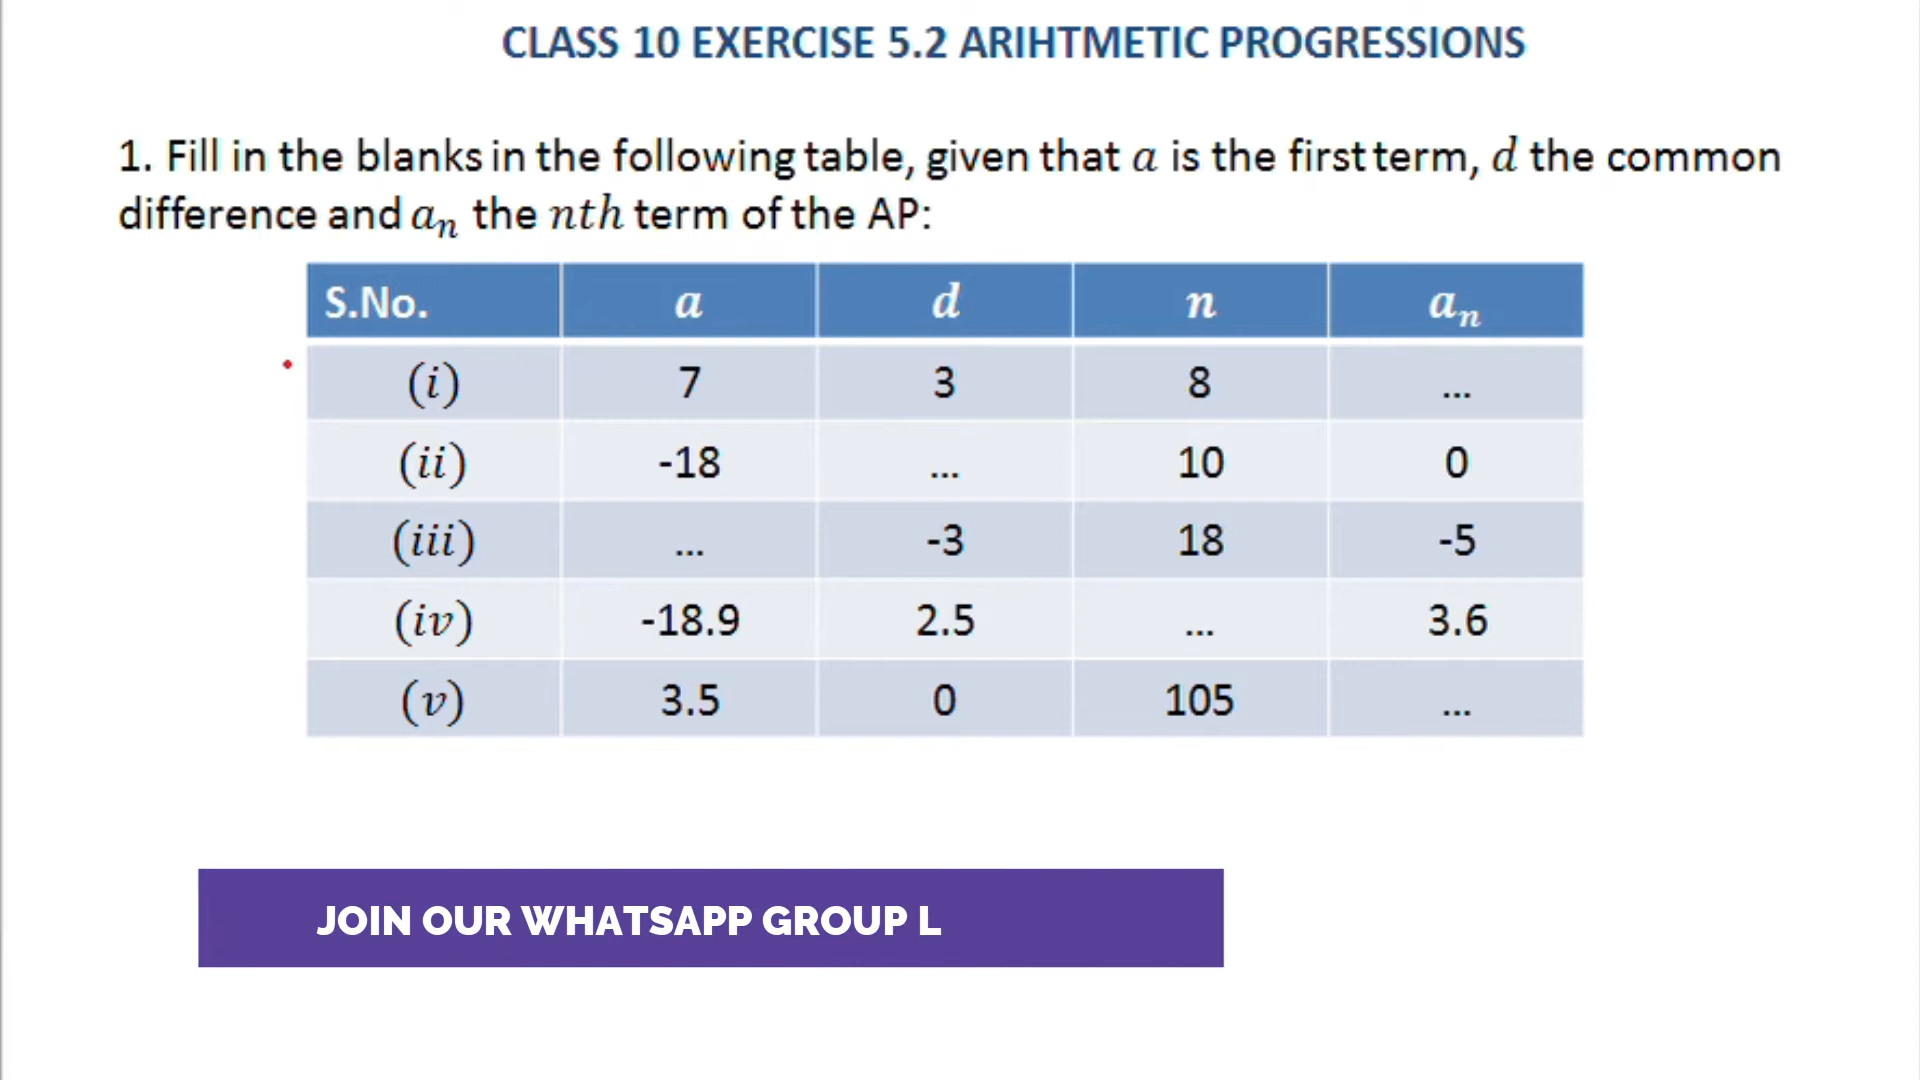 CLASS 10 EXERCISE 5.2 ARIHTMETIC PROGRESSIONS
1. Fill in the blanks in the following table, given that a is the first term, d the common
difference and aₙ the nth term of the AP:
S.No. a d n aₙ
(i) 7 3 8 ...
(ii) -18 ... 10 0
(iii) ... -3 18 -5
(iv) -18.9 2.5 ... 3.6
(v) 3.5 0 105 ...
JOIN OUR WHATSAPP GROUP L